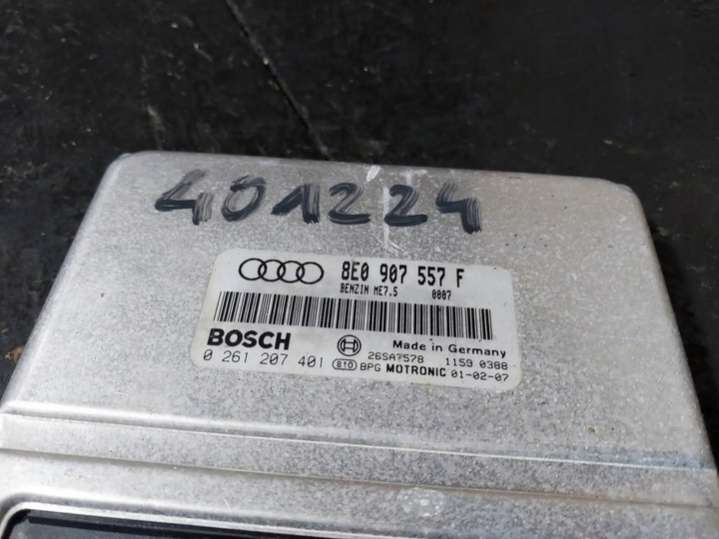 401224
8E0 907 557 F
BENZIN ME7.5 0007
BOSCH
Made in Germany
26SA7578 1159 0388
0 261 207 401 BPG MOTRONIC 01-02-07